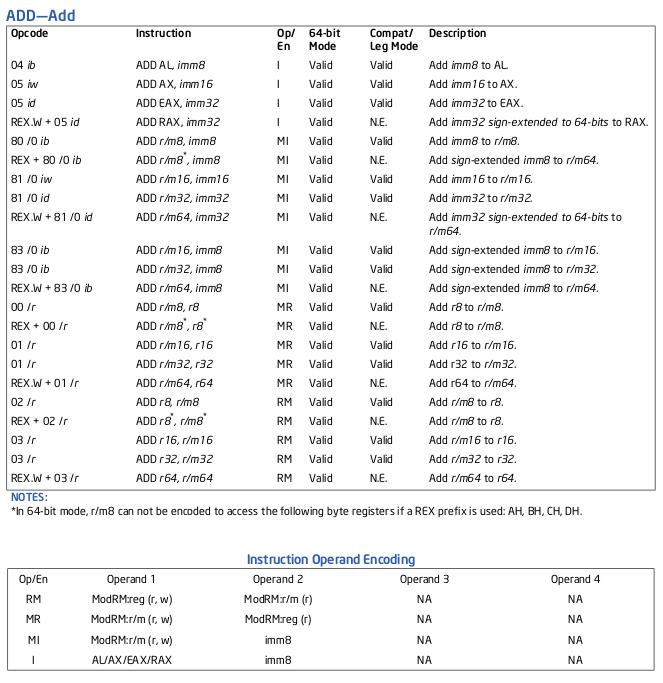 ADD—Add
Opcode Instruction Op/ 64-bit Compat/ Description
En Mode Leg Mode
04 ib ADD AL, imm8 I Valid Valid Add imm8 to AL.
05 iw ADD AX, imm16 I Valid Valid Add imm16 to AX.
05 id ADD EAX, imm32 I Valid Valid Add imm32 to EAX.
REX.W + 05 id ADD RAX, imm32 I Valid N.E. Add imm32 sign-extended to 64-bits to RAX.
80 /0 ib ADD r/m8, imm8 MI Valid Valid Add imm8 to r/m8.
REX + 80 /0 ib ADD r/m8*, imm8 MI Valid N.E. Add sign-extended imm8 to r/m64.
81 /0 iw ADD r/m16, imm16 MI Valid Valid Add imm16 to r/m16.
81 /0 id ADD r/m32, imm32 MI Valid Valid Add imm32 to r/m32.
REX.W + 81 /0 id ADD r/m64, imm32 MI Valid N.E. Add imm32 sign-extended to 64-bits to
r/m64.
83 /0 ib ADD r/m16, imm8 MI Valid Valid Add sign-extended imm8 to r/m16.
83 /0 ib ADD r/m32, imm8 MI Valid Valid Add sign-extended imm8 to r/m32.
REX.W + 83 /0 ib ADD r/m64, imm8 MI Valid N.E. Add sign-extended imm8 to r/m64.
00 /r ADD r/m8, r8 MR Valid Valid Add r8 to r/m8.
REX + 00 /r ADD r/m8*, r8* MR Valid N.E. Add r8 to r/m8.
01 /r ADD r/m16, r16 MR Valid Valid Add r16 to r/m16.
01 /r ADD r/m32, r32 MR Valid Valid Add r32 to r/m32.
REX.W + 01 /r ADD r/m64, r64 MR Valid N.E. Add r64 to r/m64.
02 /r ADD r8, r/m8 RM Valid Valid Add r/m8 to r8.
REX + 02 /r ADD r8*, r/m8* RM Valid N.E. Add r/m8 to r8.
03 /r ADD r16, r/m16 RM Valid Valid Add r/m16 to r16.
03 /r ADD r32, r/m32 RM Valid Valid Add r/m32 to r32.
REX.W + 03 /r ADD r64, r/m64 RM Valid N.E. Add r/m64 to r64.
NOTES:
*In 64-bit mode, r/m8 can not be encoded to access the following byte registers if a REX prefix is used: AH, BH, CH, DH.
Instruction Operand Encoding
Op/En Operand 1 Operand 2 Operand 3 Operand 4
RM ModRM:reg (r, w) ModRM:r/m (r) NA NA
MR ModRM:r/m (r, w) ModRM:reg (r) NA NA
MI ModRM:r/m (r, w) imm8 NA NA
I AL/AX/EAX/RAX imm8 NA NA